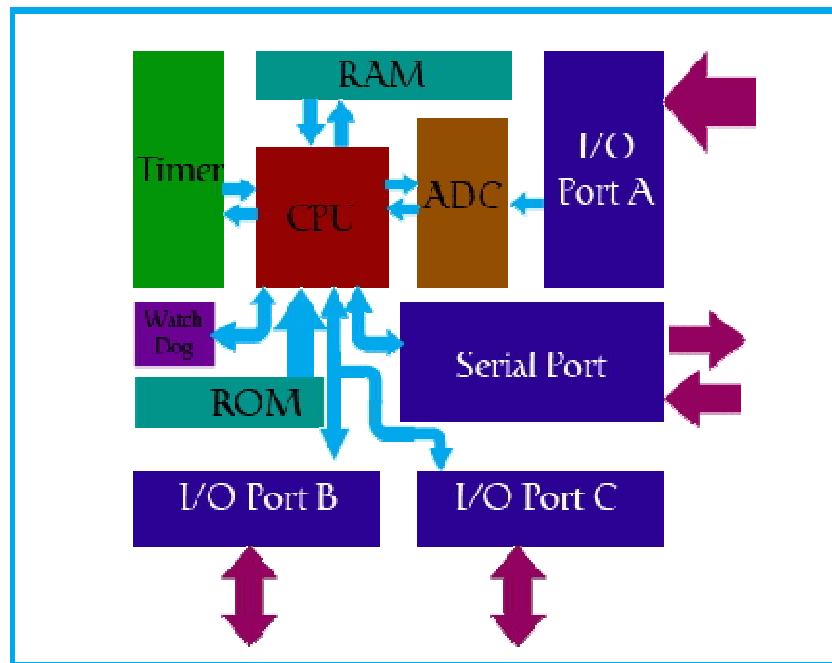 RAM
Timer
CPU
ADC
I/O
Port A
Watch
Dog
Serial Port
ROM
I/O Port B
I/O Port C